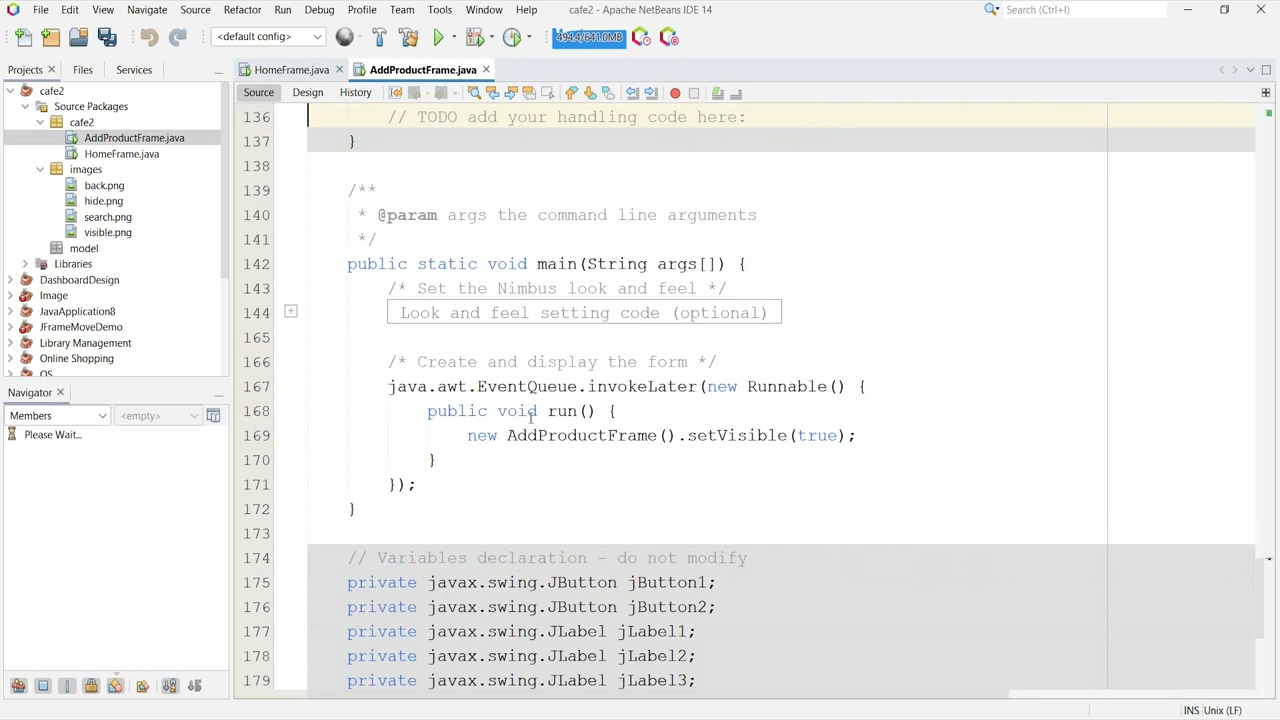 File Edit View Navigate Source Refactor Run Debug Profile Team Tools Window Help
cafe2 - Apache NetBeans IDE 14
Search (Ctrl+I)
<default config>
494.4/641.0MB
Projects
Files
Services
HomeFrame.java
AddProductFrame.java
Source
Design
History
cafe2
Source Packages
cafe2
AddProductFrame.java
HomeFrame.java
images
back.png
hide.png
search.png
visible.png
model
Libraries
DashboardDesign
Image
JavaApplication8
JFrameMoveDemo
Library Management
Online Shopping
OS
Navigator
Members
<empty>
Please Wait...
136 // TODO add your handling code here:
137 }
138
139 /**
140 * @param args the command line arguments
141 */
142 public static void main(String args[]) {
143 /* Set the Nimbus look and feel */
144 Look and feel setting code (optional)
165
166 /* Create and display the form */
167 java.awt.EventQueue.invokeLater(new Runnable() {
168 public void run() {
169 new AddProductFrame().setVisible(true);
170 }
171 });
172 }
173
174 // Variables declaration - do not modify
175 private javax.swing.JButton jButton1;
176 private javax.swing.JButton jButton2;
177 private javax.swing.JLabel jLabel1;
178 private javax.swing.JLabel jLabel2;
179 private javax.swing.JLabel jLabel3;
INS Unix (LF)